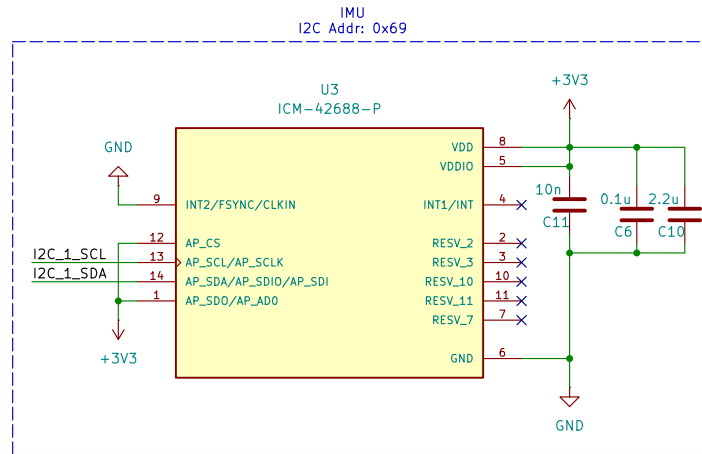 IMU
I2C Addr: 0x69
U3
ICM-42688-P
+3V3
GND
8
VDD
5
VDDIO
9
INT2/FSYNC/CLKIN
4
INT1/INT
10n
C11
0.1u
C6
2.2u
C10
12
AP_CS
2
RESV_2
I2C_1_SCL
13
AP_SCL/AP_SCLK
3
RESV_3
I2C_1_SDA
14
AP_SDA/AP_SDIO/AP_SDI
10
RESV_10
1
AP_SDO/AP_AD0
11
RESV_11
7
RESV_7
+3V3
6
GND
GND